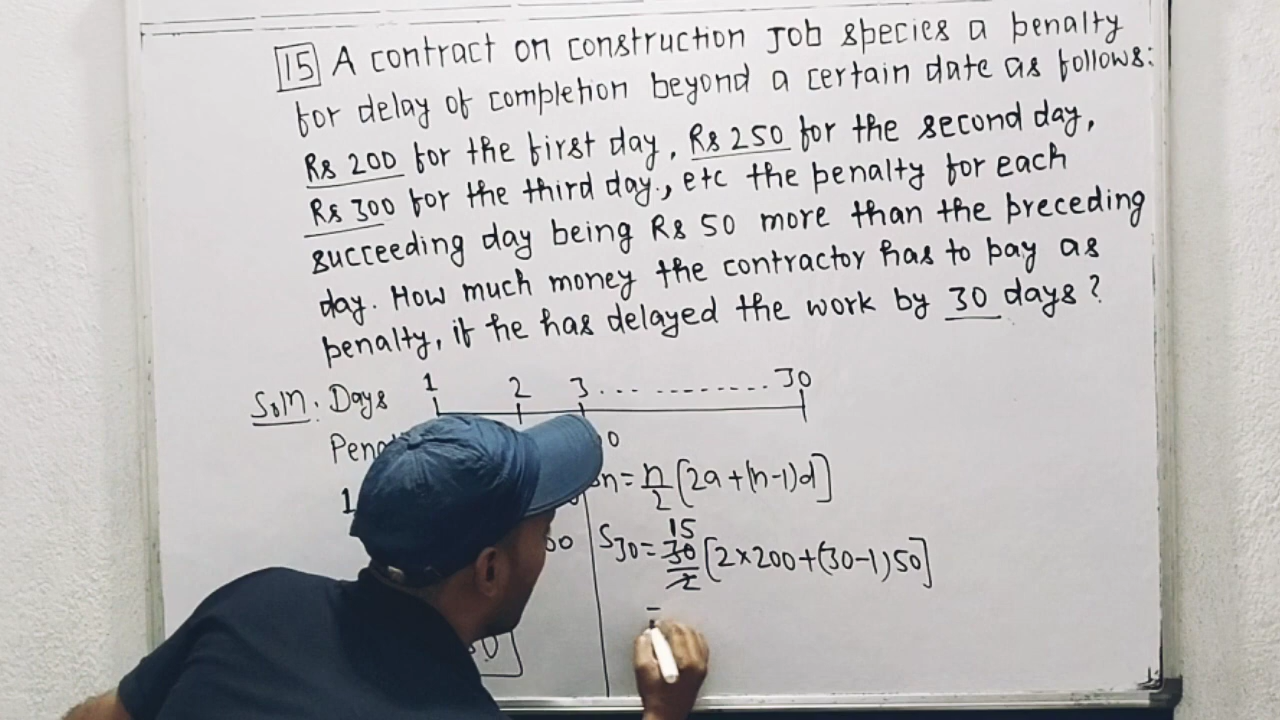 15 A contract on construction Job species a penalty
for delay of completion beyond a certain date as follows:
Rs 200 for the first day, Rs 250 for the second day,
Rs 300 for the third day., etc the penalty for each
succeeding day being Rs 50 more than the preceding
day. How much money the contractor has to pay as
penalty, if he has delayed the work by 30 days?
Soln. Days 1 2 3 .............. 30
n = n/2 [2a + (n-1)d]
S30 = 15 30/2 [2×200+(30-1)50]
=